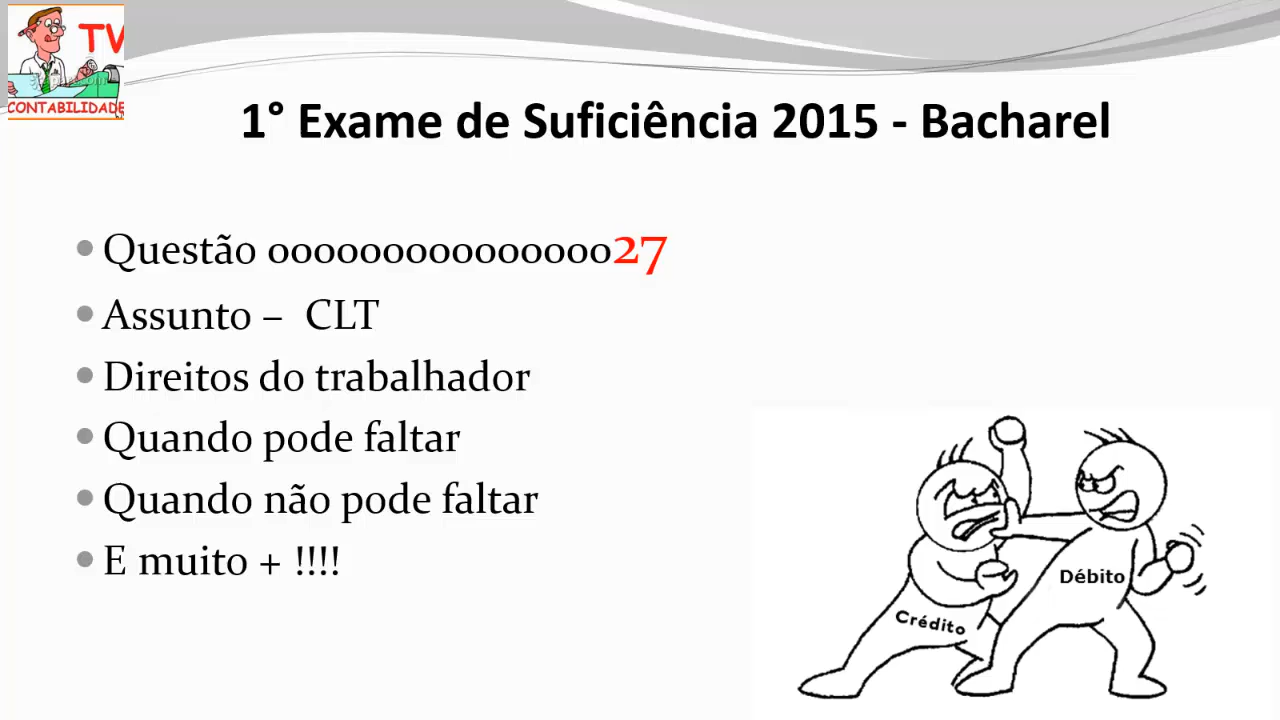 TV
CONTABILIDADE
1° Exame de Suficiência 2015 - Bacharel
• Questão ooooooooooooooo27
• Assunto – CLT
• Direitos do trabalhador
• Quando pode faltar
• Quando não pode faltar
• E muito + !!!!
Débito
Crédito